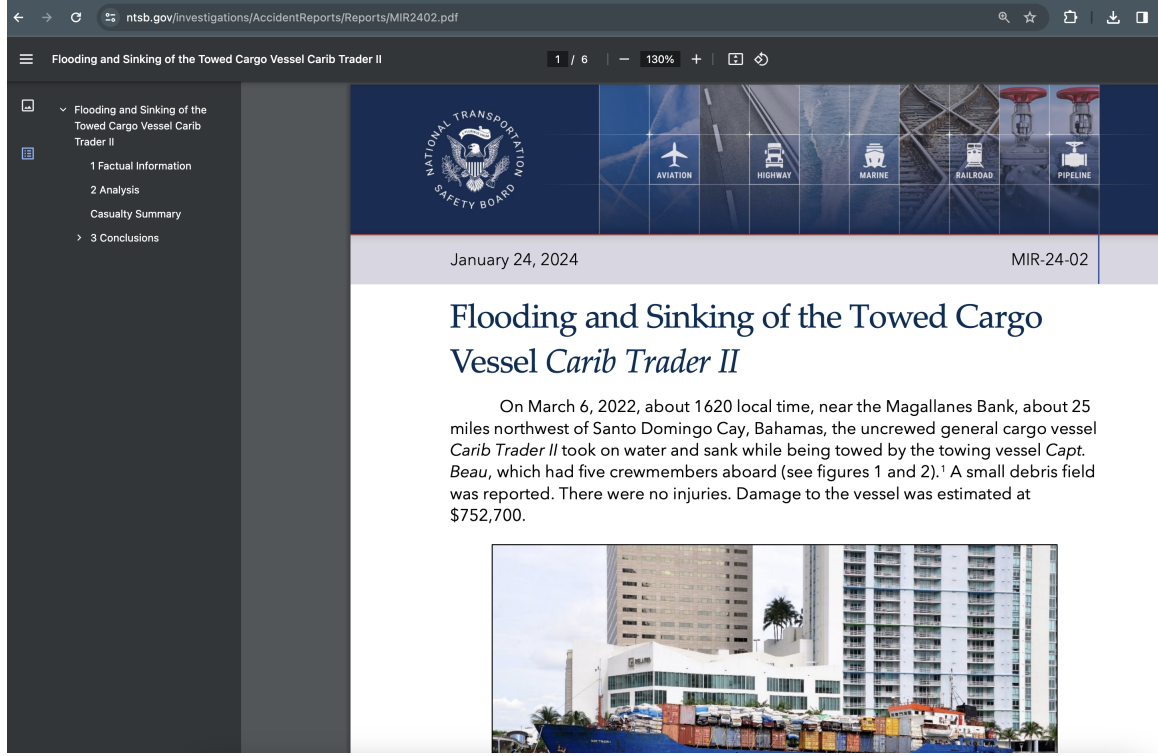 ntsb.gov/investigations/AccidentReports/Reports/MIR2402.pdf
Flooding and Sinking of the Towed Cargo Vessel Carib Trader II
1 / 6
130%
Flooding and Sinking of the
Towed Cargo Vessel Carib
Trader II
1 Factual Information
2 Analysis
Casualty Summary
3 Conclusions
NATIONAL TRANSPORTATION
SAFETY BOARD
AVIATION
HIGHWAY
MARINE
RAILROAD
PIPELINE
January 24, 2024
MIR-24-02
Flooding and Sinking of the Towed Cargo
Vessel Carib Trader II
On March 6, 2022, about 1620 local time, near the Magallanes Bank, about 25
miles northwest of Santo Domingo Cay, Bahamas, the uncrewed general cargo vessel
Carib Trader II took on water and sank while being towed by the towing vessel Capt.
Beau, which had five crewmembers aboard (see figures 1 and 2).¹ A small debris field
was reported. There were no injuries. Damage to the vessel was estimated at
$752,700.